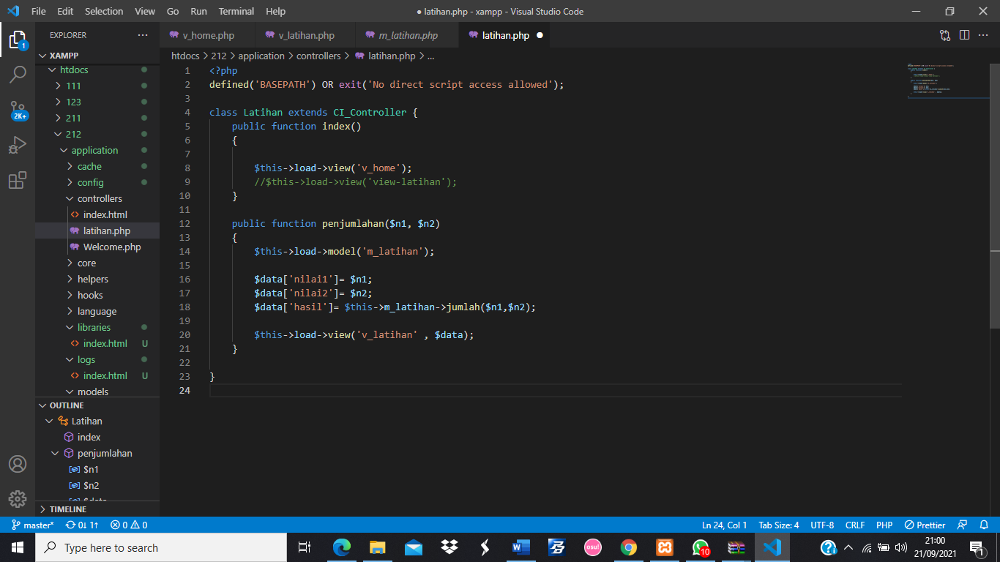 File Edit Selection View Go Run Terminal Help
● latihan.php - xampp - Visual Studio Code
EXPLORER
v_home.php v_latihan.php m_latihan.php latihan.php
XAMPP
htdocs > 212 > application > controllers > latihan.php > ...
htdocs
111
123
211
212
application
cache
config
controllers
index.html
latihan.php
Welcome.php
core
helpers
hooks
language
libraries
index.html U
logs
index.html U
models
OUTLINE
Latihan
index
penjumlahan
$n1
$n2
TIMELINE
1
2K+
1 <?php
2 defined('BASEPATH') OR exit('No direct script access allowed');
3
4 class Latihan extends CI_Controller {
5 public function index()
6 {
7
8 $this->load->view('v_home');
9 //$this->load->view('view-latihan');
10 }
11
12 public function penjumlahan($n1, $n2)
13 {
14 $this->load->model('m_latihan');
15
16 $data['nilai1']= $n1;
17 $data['nilai2']= $n2;
18 $data['hasil']= $this->m_latihan->jumlah($n1,$n2);
19
20 $this->load->view('v_latihan' , $data);
21 }
22
23 }
24
master* 0↓ 1↑ 0 0 Ln 24, Col 1 Tab Size: 4 UTF-8 CRLF PHP Prettier
Type here to search
osu!
10
21:00
21/09/2021
1